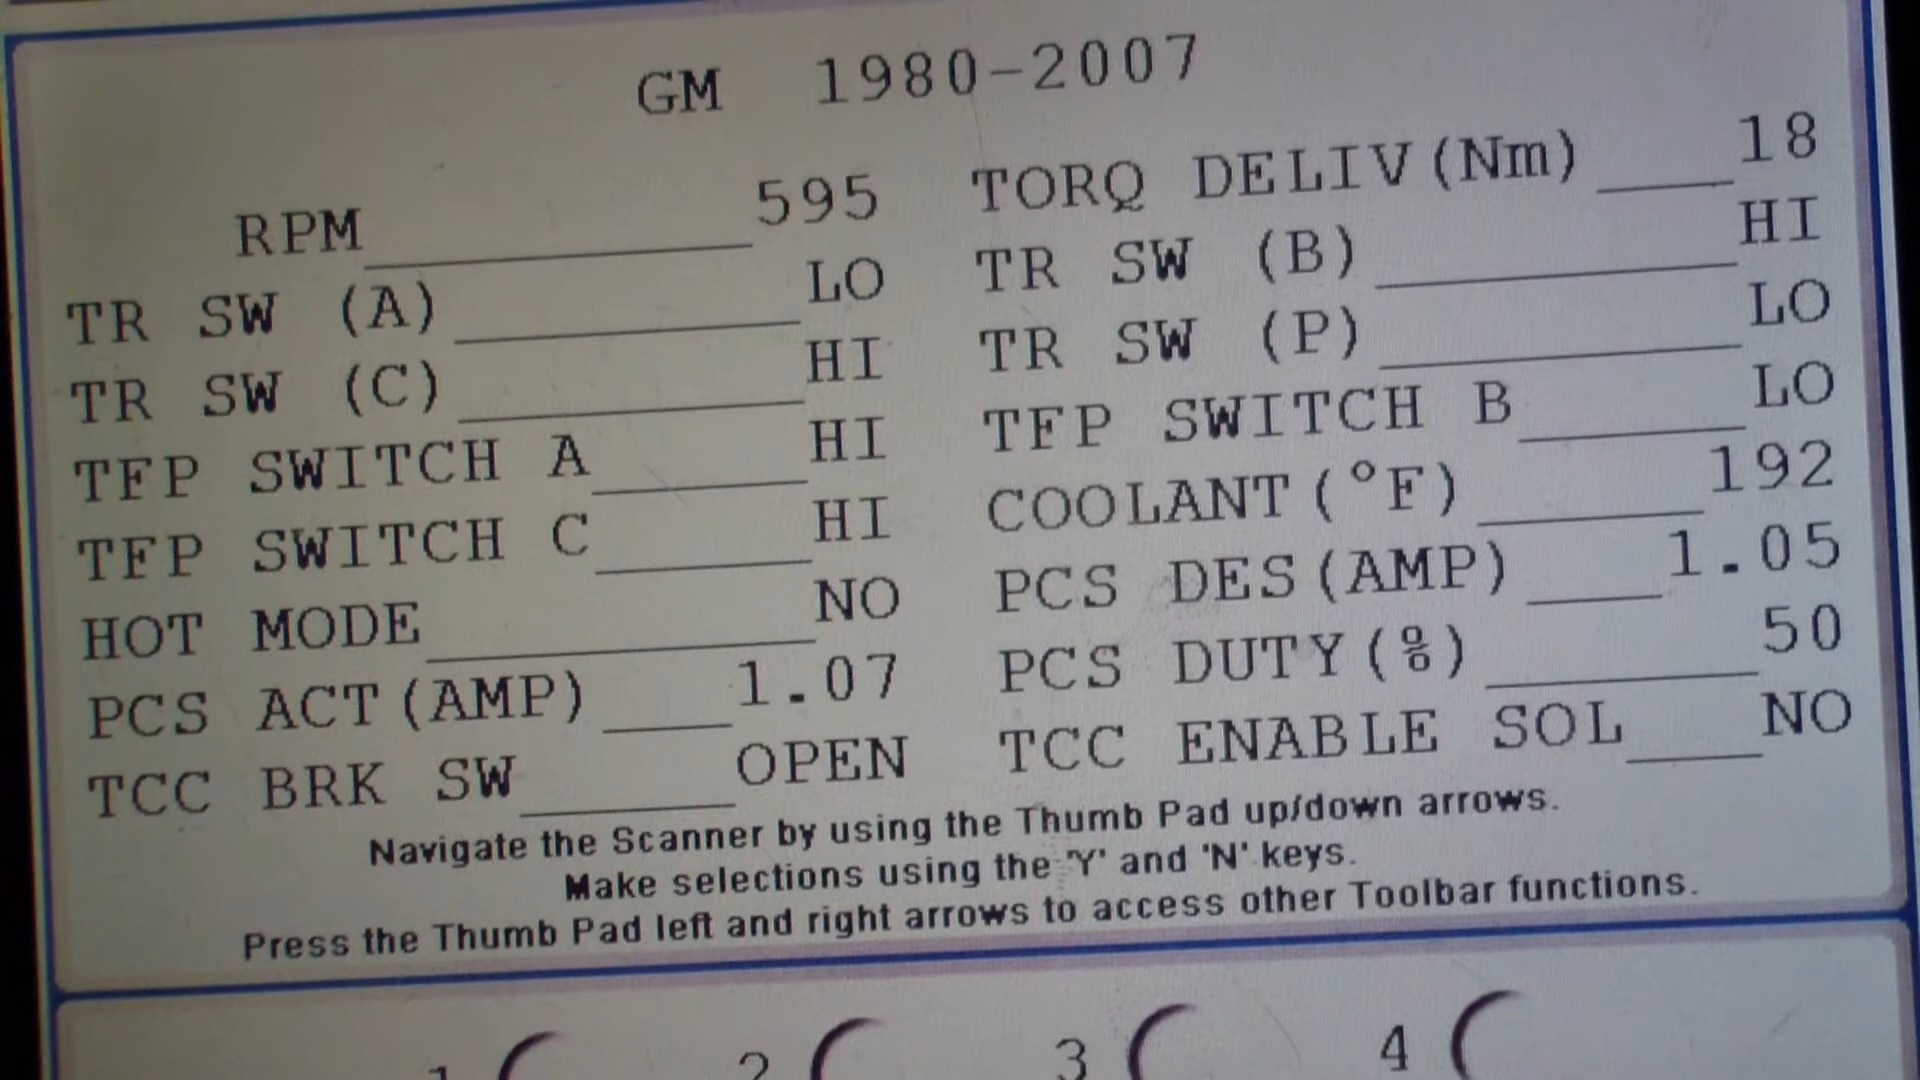 GM 1980-2007
RPM 595 TORQ DELIV(Nm) 18
TR SW (A) LO TR SW (B) HI
TR SW (C) HI TR SW (P) LO
TFP SWITCH A HI TFP SWITCH B LO
TFP SWITCH C HI COOLANT(°F) 192
HOT MODE NO PCS DES(AMP) 1.05
PCS ACT(AMP) 1.07 PCS DUTY(%) 50
TCC BRK SW OPEN TCC ENABLE SOL NO
Navigate the Scanner by using the Thumb Pad up/down arrows.
Make selections using the 'Y' and 'N' keys.
Press the Thumb Pad left and right arrows to access other Toolbar functions.
1 2 3 4